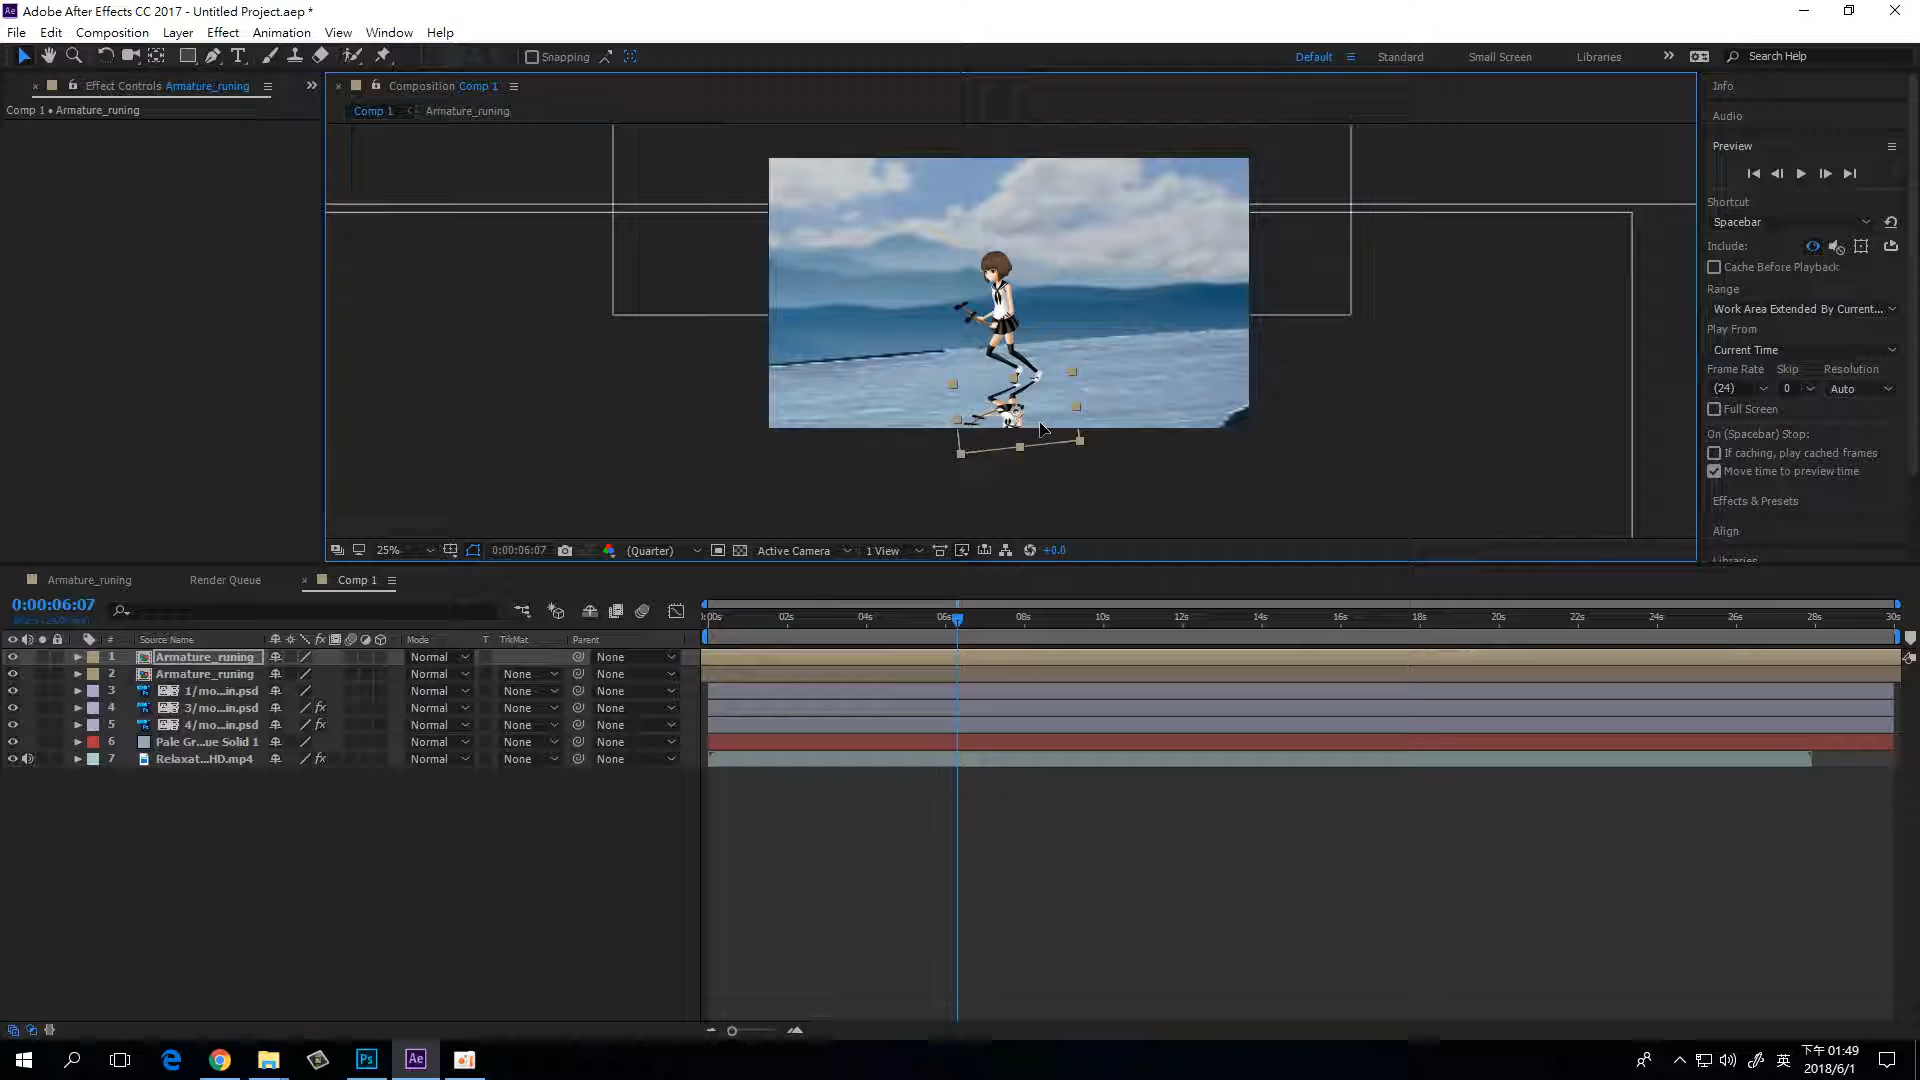 Adobe After Effects CC 2017 - Untitled Project.aep *
File Edit Composition Layer Effect Animation View Window Help
Snapping
Default Standard Small Screen Libraries Search Help
Effect Controls Armature_runing
Composition Comp 1
Comp 1 • Armature_runing
Comp 1 Armature_runing
Info
Audio
Preview
Shortcut
Spacebar
Include:
Cache Before Playback
Range
Work Area Extended By Current...
Play From
Current Time
Frame Rate Skip Resolution
(24) 0 Auto
Full Screen
On (Spacebar) Stop:
If caching, play cached frames
Move time to preview time
Effects & Presets
Align
Libraries
25% 0:00:06:07 (Quarter) Active Camera 1 View +0.0
Armature_runing Render Queue Comp 1
0:00:06:07
:00s 02s 04s 06s 08s 10s 12s 14s 16s 18s 20s 22s 24s 26s 28s 30s
# Source Name Mode T TrkMat Parent
1 Armature_runing Normal None
2 Armature_runing Normal None None
3 1/mo...in.psd Normal None None
4 3/mo...in.psd Normal None None
5 4/mo...in.psd Normal None None
6 Pale Gr...ue Solid 1 Normal None None
7 Relaxat...HD.mp4 Normal None None
英
下午 01:49
2018/6/1